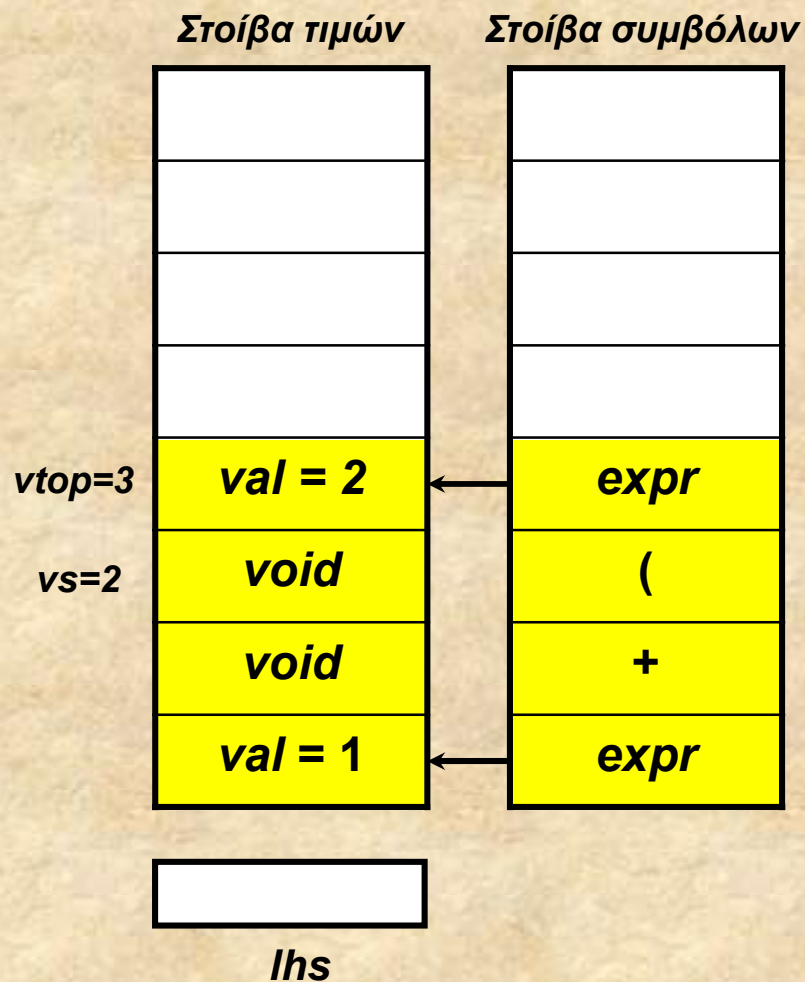 Στοίβα τιμών Στοίβα συμβόλων
vtop=3 val = 2 expr
vs=2 void (
void +
val = 1 expr
lhs